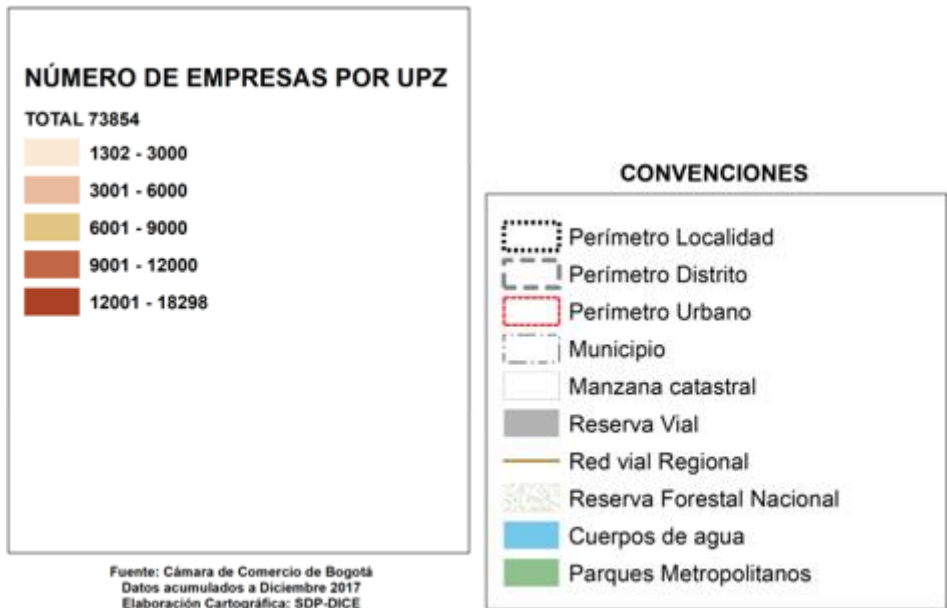 NÚMERO DE EMPRESAS POR UPZ
TOTAL 73854
1302 - 3000
3001 - 6000
6001 - 9000
9001 - 12000
12001 - 18298
Fuente: Cámara de Comercio de Bogotá
Datos acumulados a Diciembre 2017
Elaboración Cartográfica: SDP-DICE
CONVENCIONES
Perímetro Localidad
Perímetro Distrito
Perímetro Urbano
Municipio
Manzana catastral
Reserva Vial
Red vial Regional
Reserva Forestal Nacional
Cuerpos de agua
Parques Metropolitanos